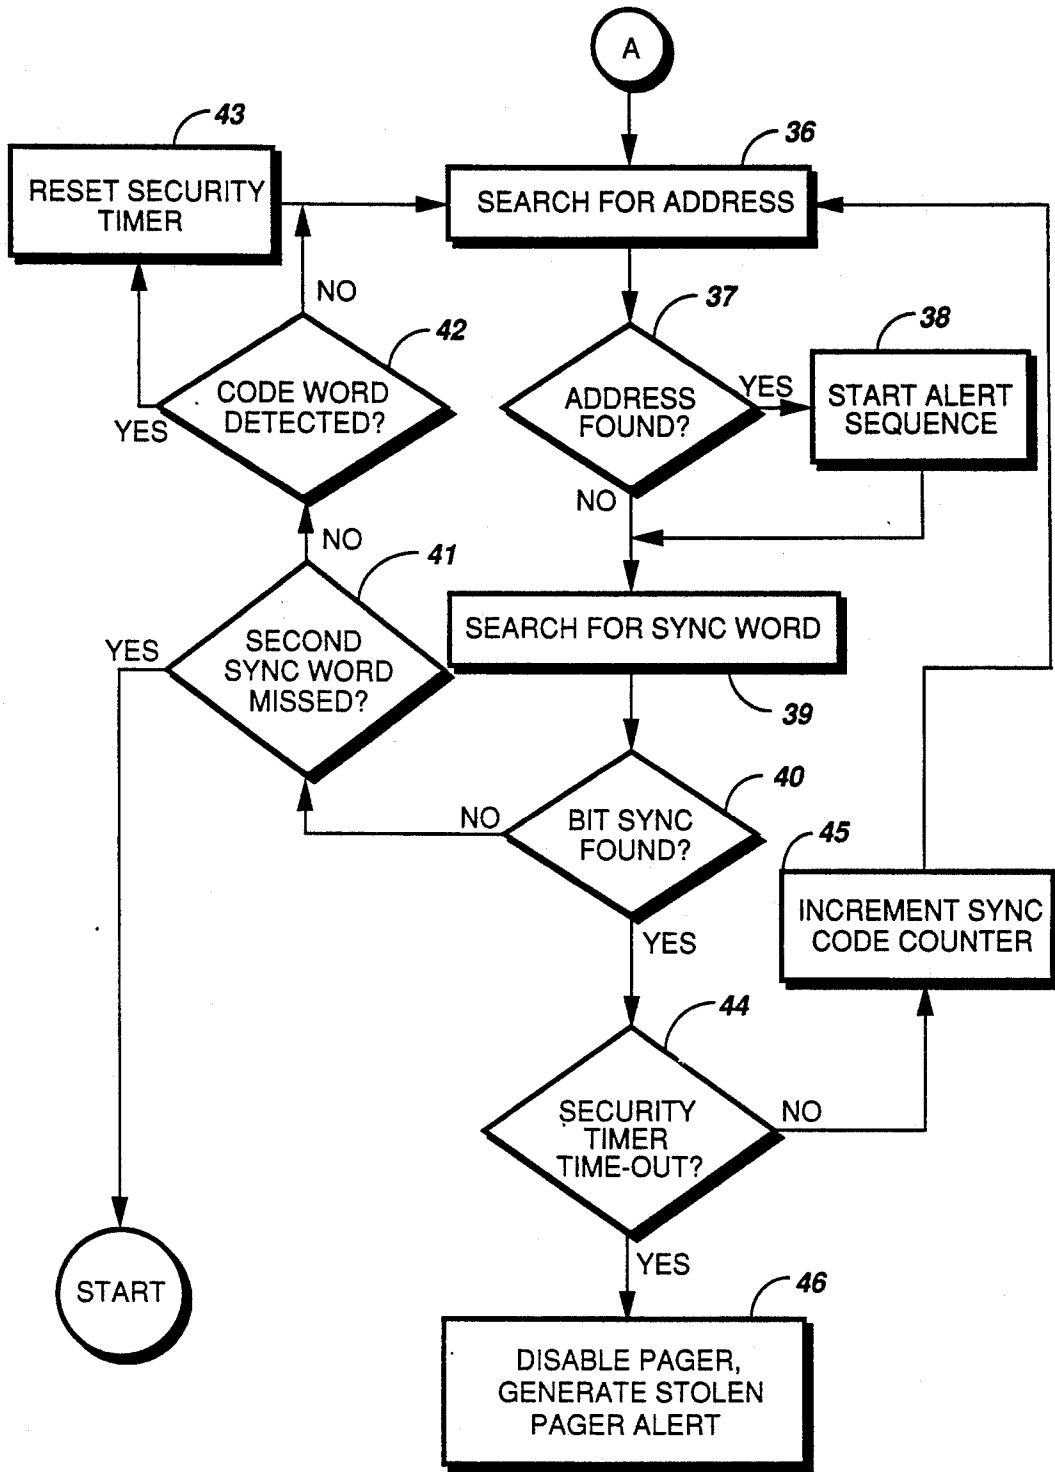 A
43
36
RESET SECURITY
TIMER
SEARCH FOR ADDRESS
NO
37
42
38
CODE WORD
DETECTED?
YES
ADDRESS
FOUND?
YES
START ALERT
SEQUENCE
NO
NO
41
YES
SECOND
SYNC WORD
MISSED?
SEARCH FOR SYNC WORD
39
40
NO
BIT SYNC
FOUND?
45
YES
INCREMENT SYNC
CODE COUNTER
44
SECURITY
TIMER
TIME-OUT?
NO
YES
START
46
DISABLE PAGER,
GENERATE STOLEN
PAGER ALERT